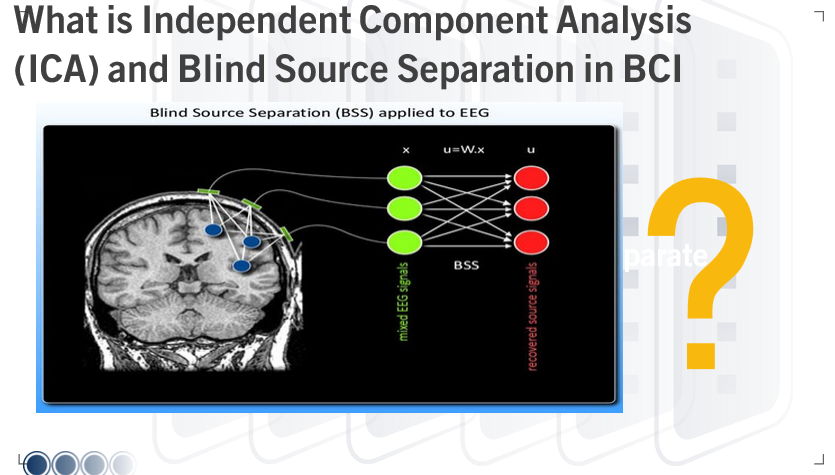 What is Independent Component Analysis
(ICA) and Blind Source Separation in BCI
Blind Source Separation (BSS) applied to EEG
x u=W.x u
BSS
mixed EEG signals
recovered source signals
parate
?